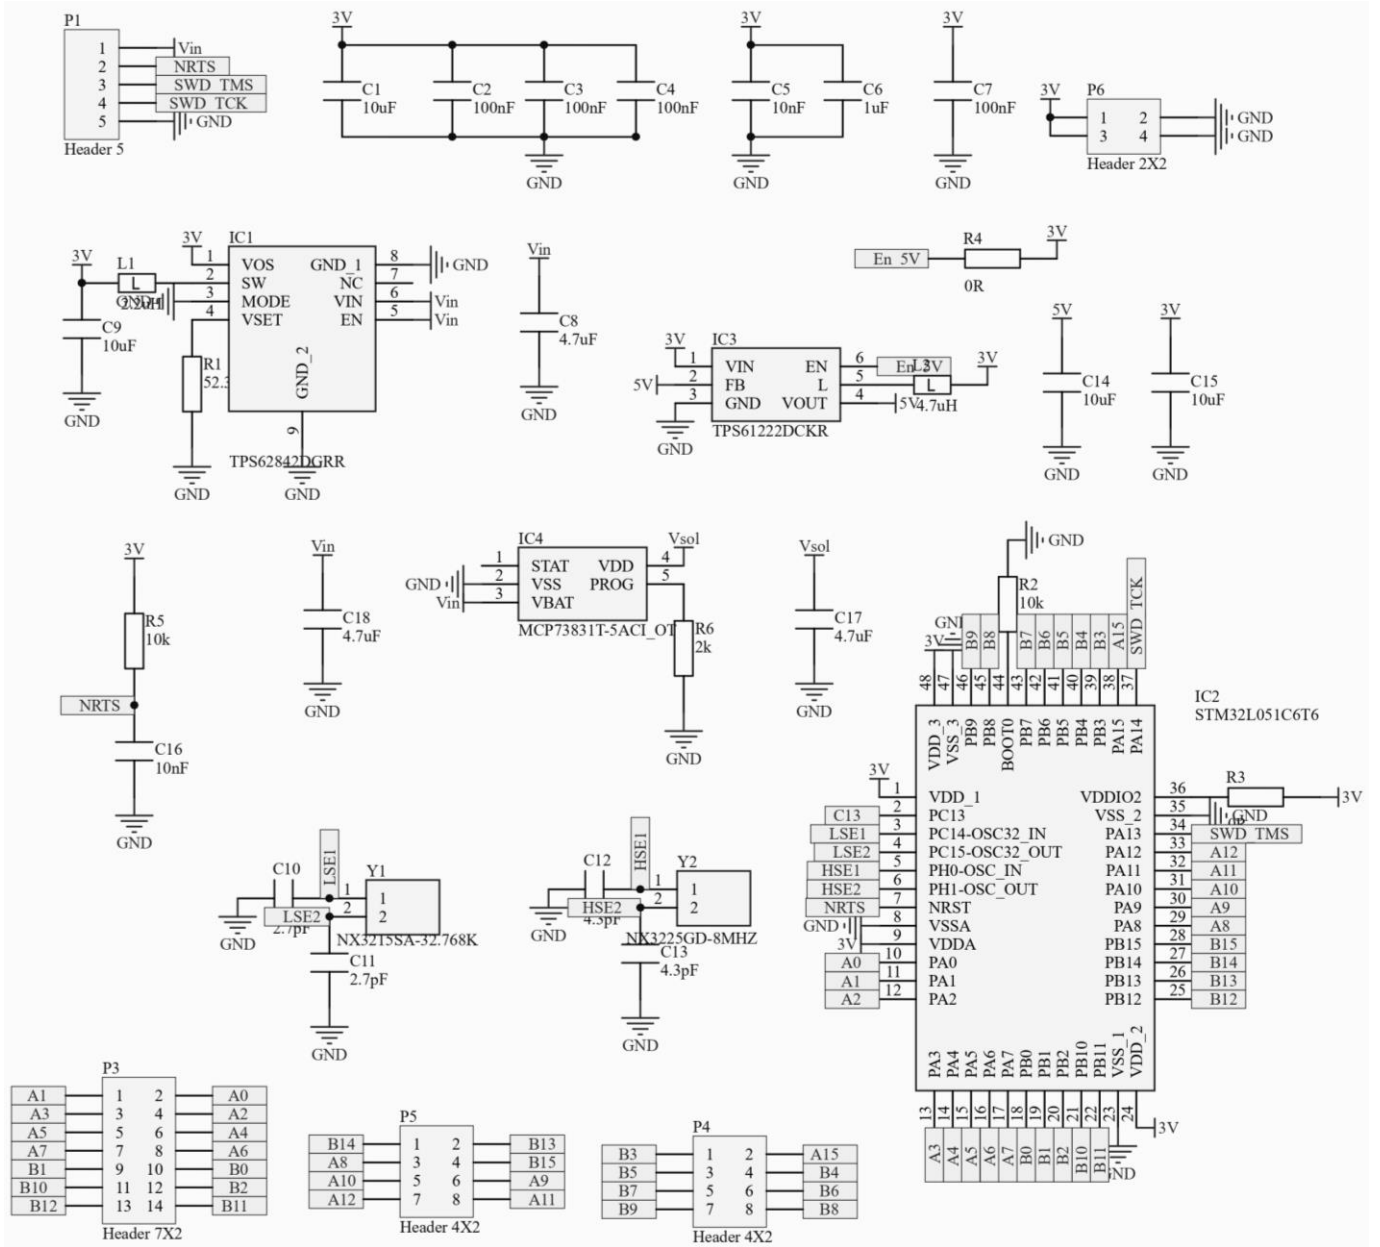 P1
1 Vin
2 NRTS
3 SWD_TMS
4 SWD_TCK
5 GND
Header 5
3V
C1
10uF
C2
100nF
C3
100nF
C4
100nF
GND
3V
C5
10nF
C6
1uF
GND
3V
C7
100nF
GND
P6
3V
1 2 GND
3 4 GND
Header 2X2
IC1
3V
3V
L1
L
2.2uH
GND
1 VOS GND_1 8 GND
2 SW NC 7
3 MODE VIN 6 Vin
4 VSET EN 5 Vin
GND_2
9
C9
10uF
GND
R1
GND
TPS62842DGRR
GND
Vin
C8
4.7uF
GND
R4
En_5V
3V
0R
IC3
3V
1 VIN EN 6
5V 2 FB L 5 L 3V
3 GND VOUT 4 5V 4.7uH
TPS61222DCKR
GND
5V
C14
10uF
GND
3V
C15
10uF
GND
3V
R5
10k
NRTS
C16
10nF
GND
Vin
C18
4.7uF
GND
IC4
Vsol
1 STAT VDD 4
GND 2 VSS PROG 5
Vin 3 VBAT
MCP73831T-5ACI_OT
R6
2k
GND
Vsol
C17
4.7uF
GND
GND
R2
10k
3V
B9 B8 B7 B6 B5 B4 B3 A15 SWD_TCK
48 47 46 45 44 43 42 41 40 39 38 37
VDD_3 VSS_3 PB9 PB8 BOOT0 PB7 PB6 PB5 PB4 PB3 PA15 PA14
IC2
STM32L051C6T6
3V 1 VDD_1 VDDIO2 36 R3 3V
C13 2 PC13 VSS_2 35 GND
LSE1 3 PC14-OSC32_IN PA13 34 SWD_TMS
LSE2 4 PC15-OSC32_OUT PA12 33 A12
HSE1 5 PH0-OSC_IN PA11 32 A11
HSE2 6 PH1-OSC_OUT PA10 31 A10
NRTS 7 NRST PA9 30 A9
GND 8 VSSA PA8 29 A8
3V 9 VDDA PB15 28 B15
A0 10 PA0 PB14 27 B14
A1 11 PA1 PB13 26 B13
A2 12 PA2 PB12 25 B12
PA3 PA4 PA5 PA6 PA7 PB0 PB1 PB2 PB10 PB11 VSS_1 VDD_2
13 14 15 16 17 18 19 20 21 22 23 24
A3 A4 A5 A6 A7 B0 B1 B2 B10 B11 GND 3V
C10
LSE1
Y1
1 1
LSE2 2 2
2.7pF
GND
NX3215SA-32.768K
C11
2.7pF
GND
C12
HSE1
Y2
1 1
HSE2 2 2
4.3pF
GND
NX3225GD-8MHZ
C13
4.3pF
GND
P3
A1 1 2 A0
A3 3 4 A2
A5 5 6 A4
A7 7 8 A6
B1 9 10 B0
B10 11 12 B2
B12 13 14 B11
Header 7X2
P5
B14 1 2 B13
A8 3 4 B15
A10 5 6 A9
A12 7 8 A11
Header 4X2
P4
B3 1 2 A15
B5 3 4 B4
B7 5 6 B6
B9 7 8 B8
Header 4X2